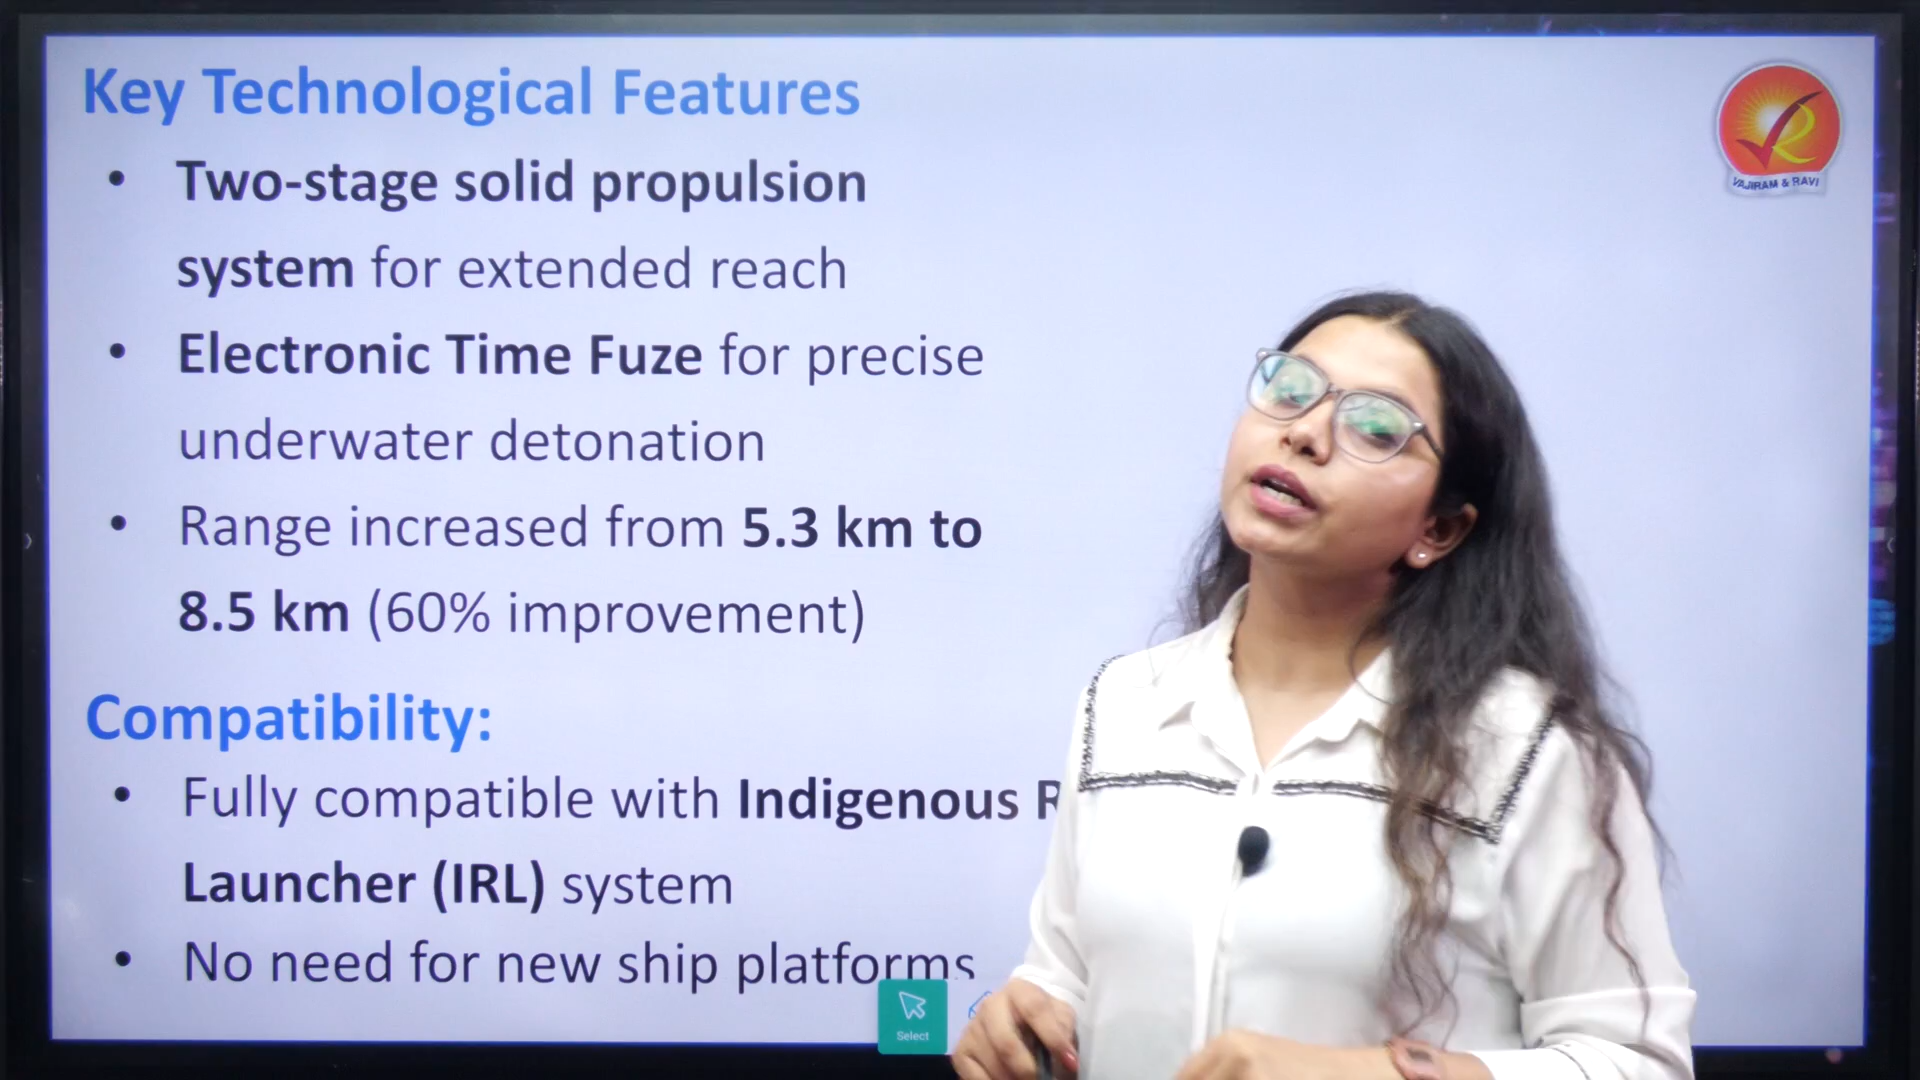 Key Technological Features
VAJIRAM & RAVI
• Two-stage solid propulsion
system for extended reach
• Electronic Time Fuze for precise
underwater detonation
• Range increased from 5.3 km to
8.5 km (60% improvement)
Compatibility:
• Fully compatible with Indigenous R
Launcher (IRL) system
• No need for new ship platforms
Select